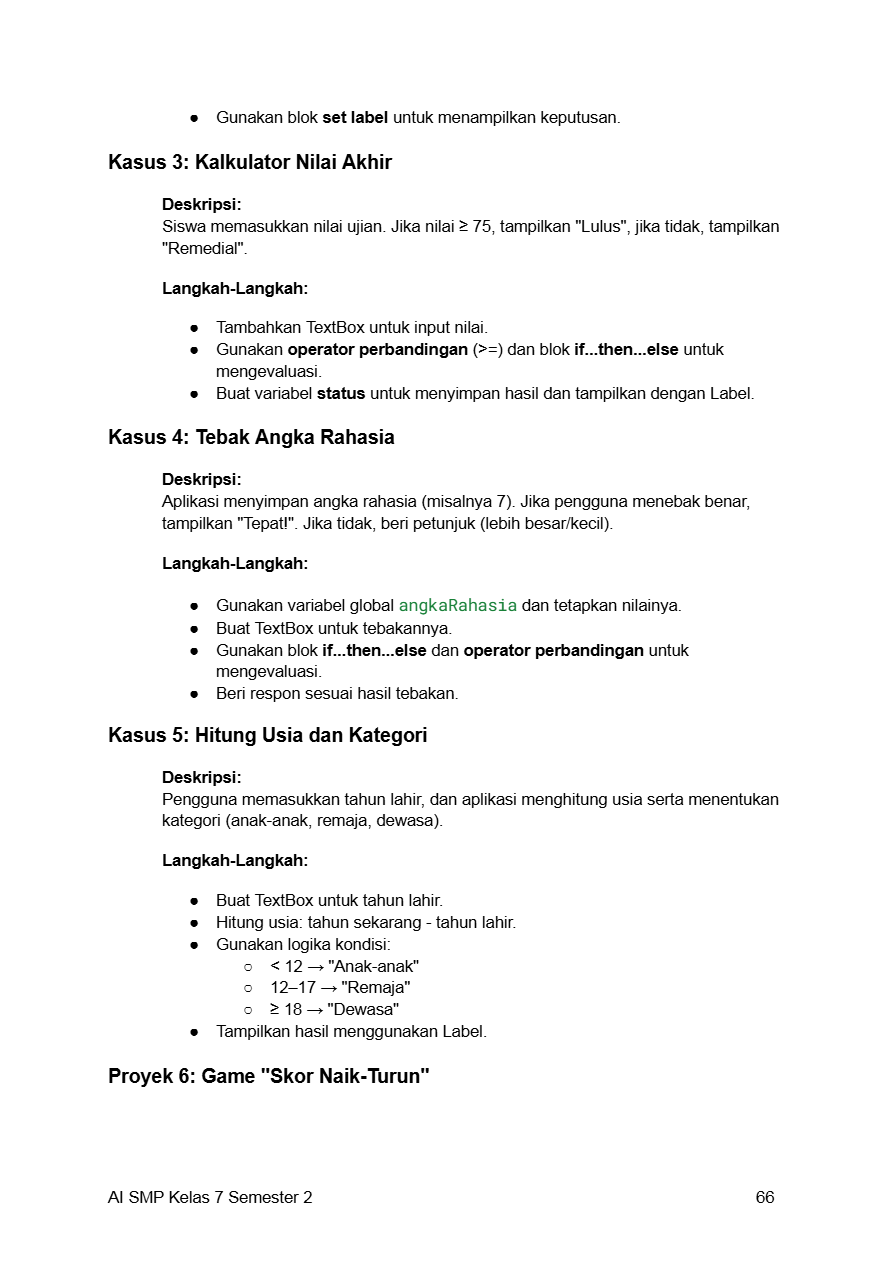 ● Gunakan blok set label untuk menampilkan keputusan.
Kasus 3: Kalkulator Nilai Akhir
Deskripsi:
Siswa memasukkan nilai ujian. Jika nilai ≥ 75, tampilkan "Lulus", jika tidak, tampilkan
"Remedial".
Langkah-Langkah:
● Tambahkan TextBox untuk input nilai.
● Gunakan operator perbandingan (>=) dan blok if...then...else untuk
mengevaluasi.
● Buat variabel status untuk menyimpan hasil dan tampilkan dengan Label.
Kasus 4: Tebak Angka Rahasia
Deskripsi:
Aplikasi menyimpan angka rahasia (misalnya 7). Jika pengguna menebak benar,
tampilkan "Tepat!". Jika tidak, beri petunjuk (lebih besar/kecil).
Langkah-Langkah:
● Gunakan variabel global angkaRahasia dan tetapkan nilainya.
● Buat TextBox untuk tebakannya.
● Gunakan blok if...then...else dan operator perbandingan untuk
mengevaluasi.
● Beri respon sesuai hasil tebakan.
Kasus 5: Hitung Usia dan Kategori
Deskripsi:
Pengguna memasukkan tahun lahir, dan aplikasi menghitung usia serta menentukan
kategori (anak-anak, remaja, dewasa).
Langkah-Langkah:
● Buat TextBox untuk tahun lahir.
● Hitung usia: tahun sekarang - tahun lahir.
● Gunakan logika kondisi:
○ < 12 → "Anak-anak"
○ 12–17 → "Remaja"
○ ≥ 18 → "Dewasa"
● Tampilkan hasil menggunakan Label.
Proyek 6: Game "Skor Naik-Turun"
AI SMP Kelas 7 Semester 2 66